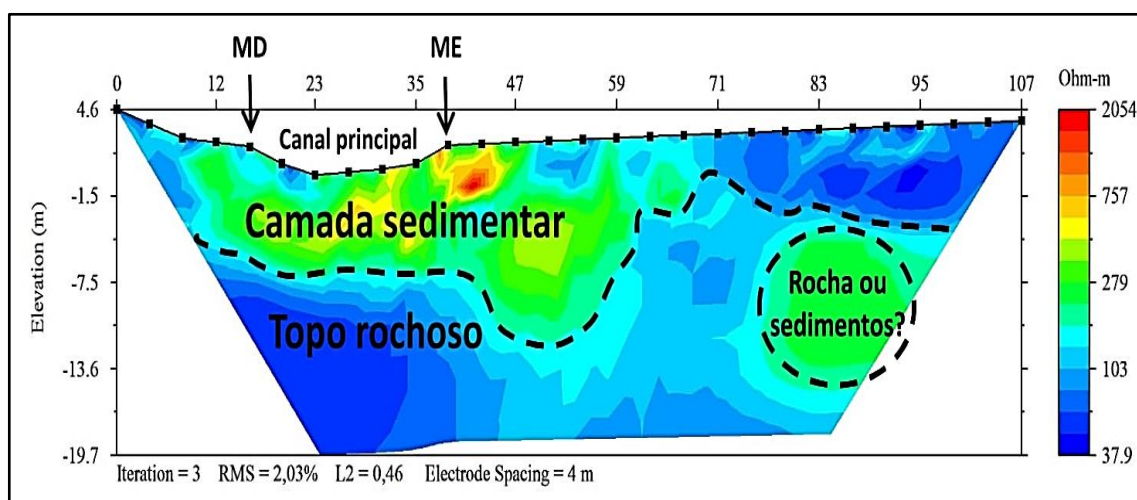 MD
ME
0 12 23 35 47 59 71 83 95 107
Ohm-m
4.6
-1.5
-7.5
-13.6
-19.7
Elevation (m)
Canal principal
Camada sedimentar
Topo rochoso
Rocha ou
sedimentos?
2054
757
279
103
37.9
Iteration = 3 RMS = 2,03% L2 = 0,46 Electrode Spacing = 4 m